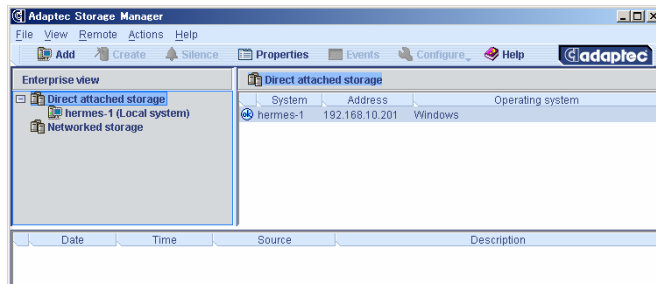 Adaptec Storage Manager
File View Remote Actions Help
Add Create Silence Properties Events Configure Help adaptec
Enterprise view
Direct attached storage
hermes-1 (Local system)
Networked storage
Direct attached storage
System Address Operating system
ok hermes-1 192.168.10.201 Windows
Date Time Source Description